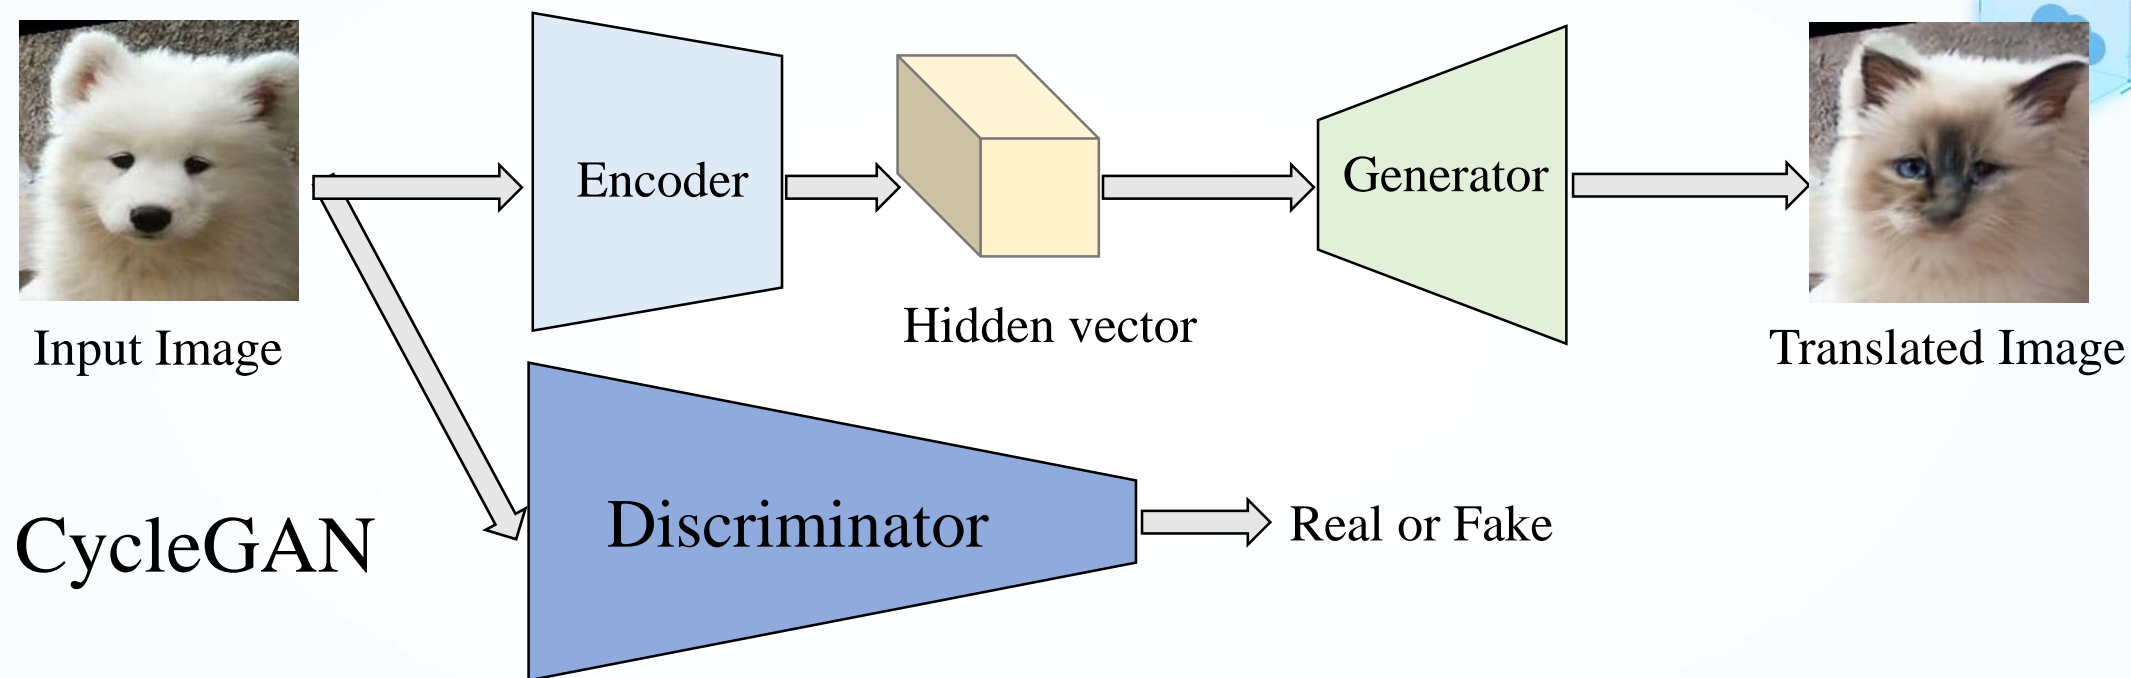 Input Image
Encoder
Hidden vector
Generator
Translated Image
CycleGAN
Discriminator
Real or Fake